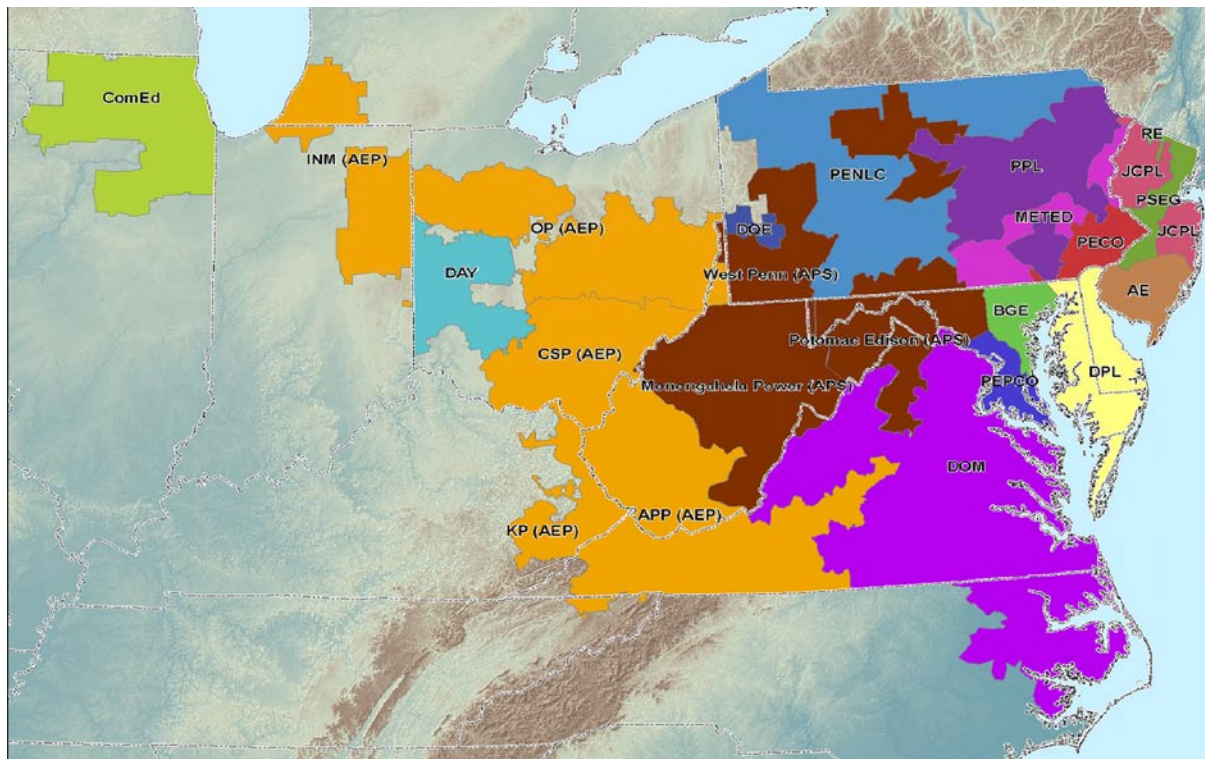 ComEd
RE
INM (AEP)
PPL
JCPL
PENLC
PSEG
METED
OP (AEP)
DOE
JCPL
PECO
DAY
West Penn (APS)
AE
BGE
Potomac Edison (APS)
CSP (AEP)
DPL
PEPCO
Monongahela Power (APS)
DOM
APP (AEP)
KP (AEP)